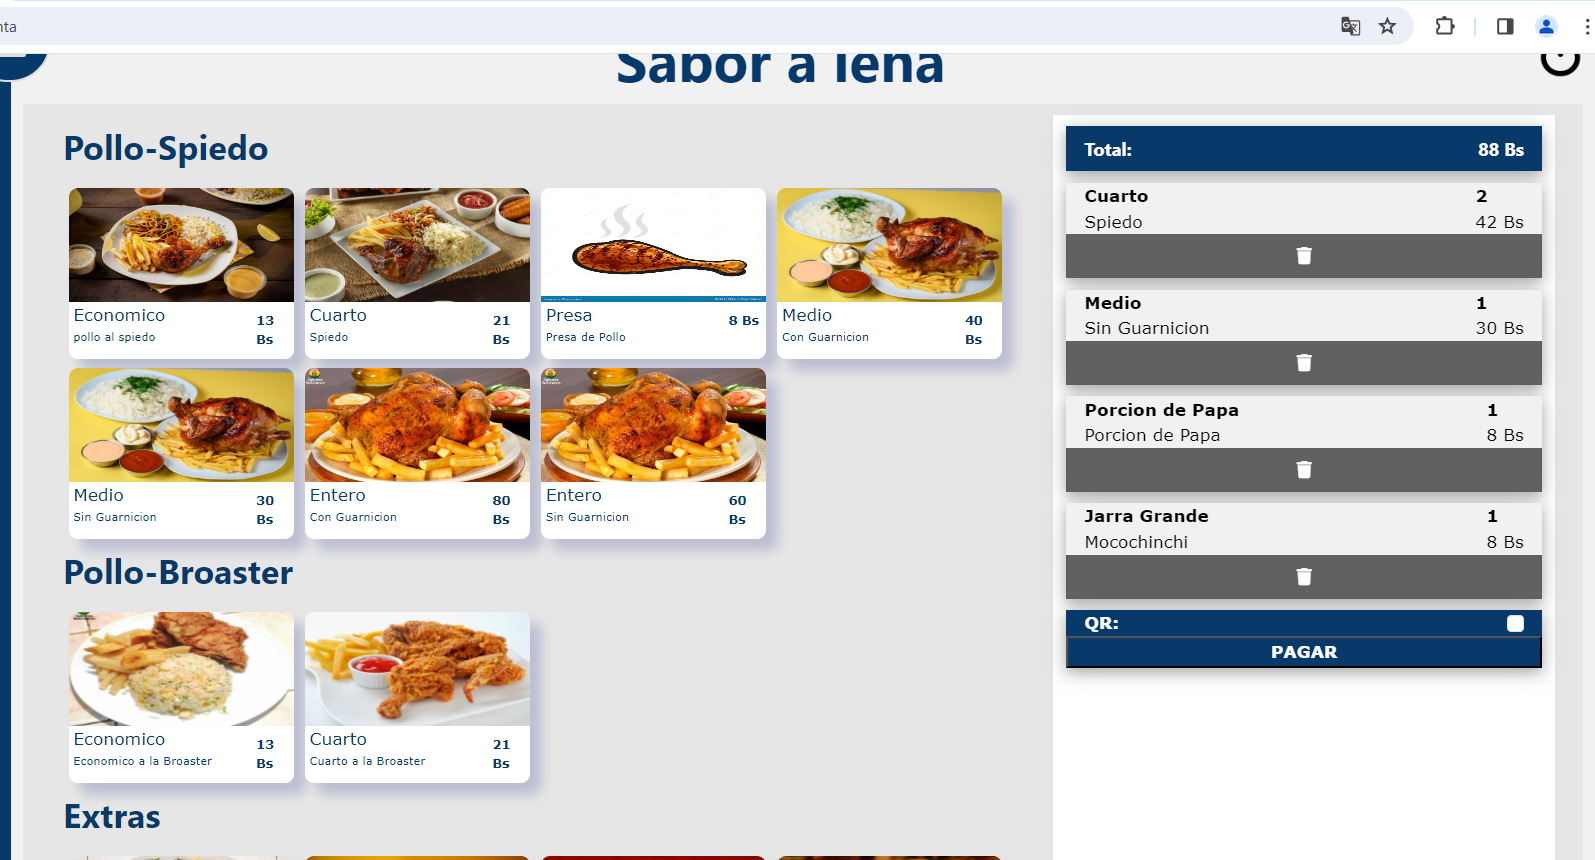 nta
Sabor a leña
Pollo-Spiedo
Economico
pollo al spiedo
13
Bs
Cuarto
Spiedo
21
Bs
Presa
Presa de Pollo
8 Bs
Medio
Con Guarnicion
40
Bs
Medio
Sin Guarnicion
30
Bs
Entero
Con Guarnicion
80
Bs
Entero
Sin Guarnicion
60
Bs
Pollo-Broaster
Economico
Economico a la Broaster
13
Bs
Cuarto
Cuarto a la Broaster
21
Bs
Extras
Total: 88 Bs
Cuarto 2
Spiedo 42 Bs
Medio 1
Sin Guarnicion 30 Bs
Porcion de Papa 1
Porcion de Papa 8 Bs
Jarra Grande 1
Mocochinchi 8 Bs
QR:
PAGAR